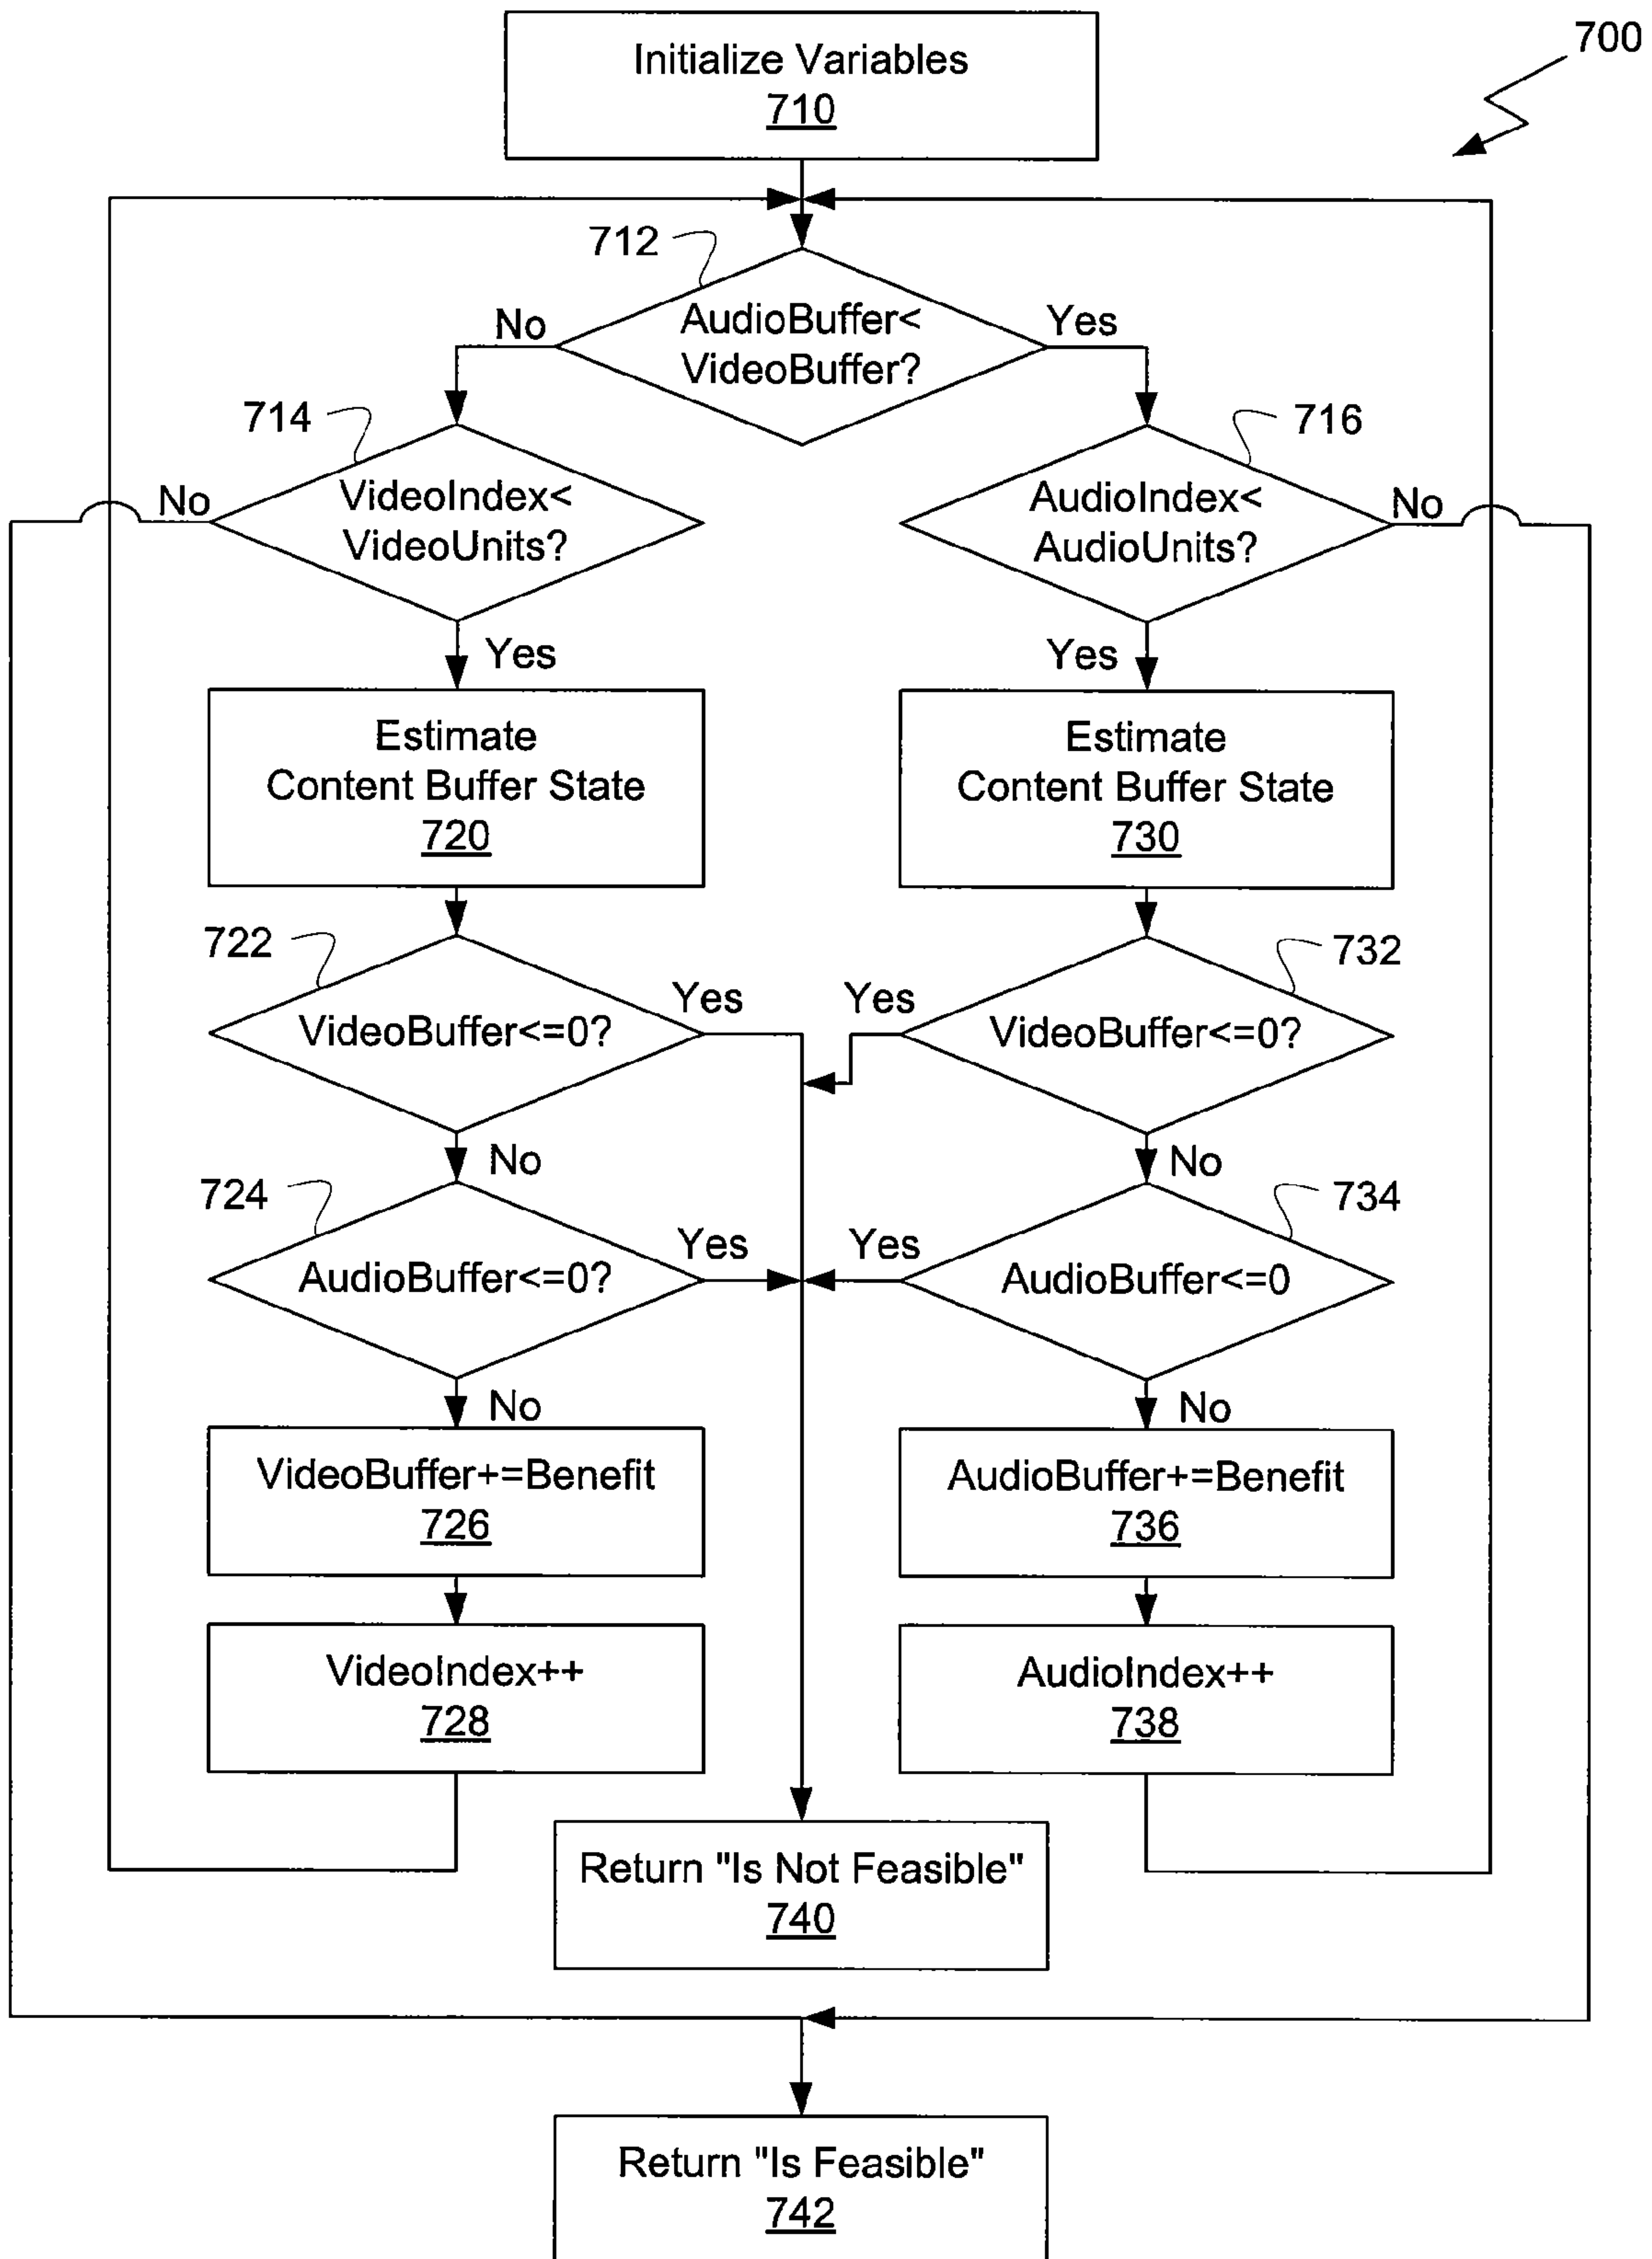 700
Initialize Variables
710
712
AudioBuffer<
VideoBuffer?
No
Yes
714
716
VideoIndex<
VideoUnits?
AudioIndex<
AudioUnits?
No
No
Yes
Yes
Estimate
Content Buffer State
720
Estimate
Content Buffer State
730
722
732
VideoBuffer<=0?
Yes
Yes
VideoBuffer<=0?
No
No
724
734
AudioBuffer<=0?
Yes
Yes
AudioBuffer<=0
No
No
VideoBuffer+=Benefit
726
AudioBuffer+=Benefit
736
VideoIndex++
728
AudioIndex++
738
Return "Is Not Feasible"
740
Return "Is Feasible"
742